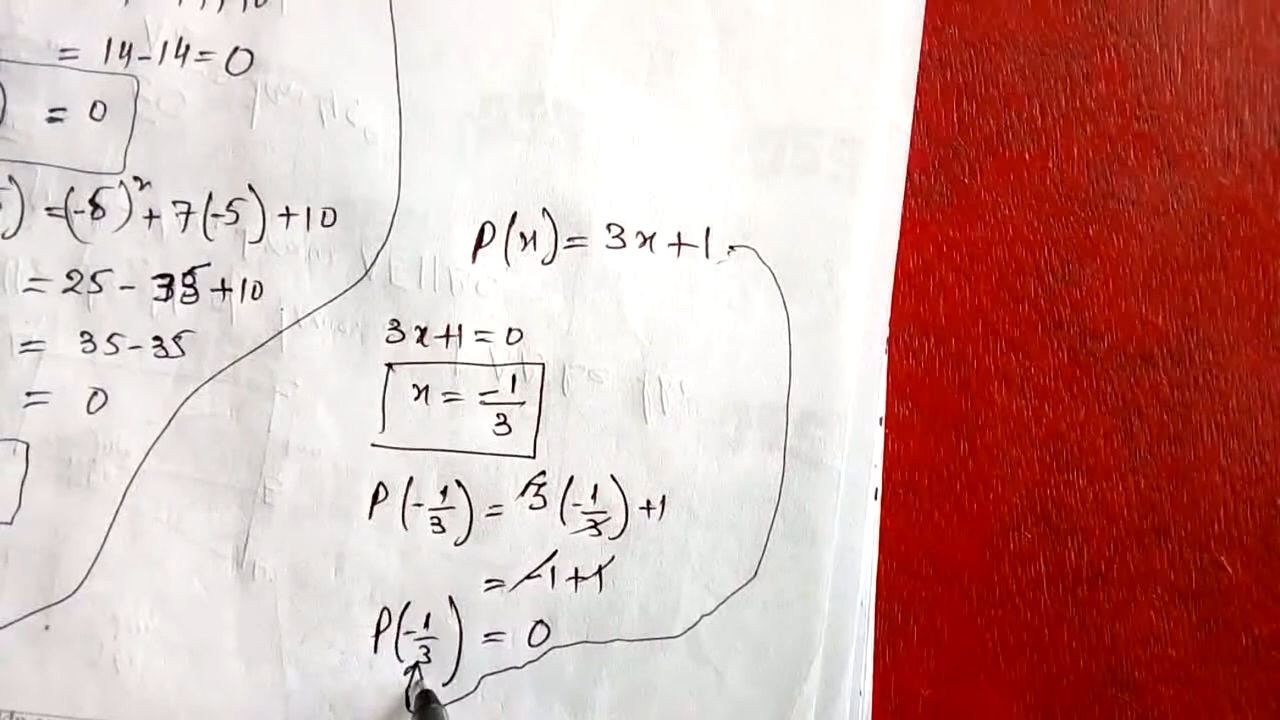 = 14-14=0
) = 0
) =(-5)² + 7(-5) +10
= 25 - 35 +10
= 35-35
= 0
P(x) = 3x+1
3x+1=0
x = -1/3
P(-1/3) = 3(-1/3) +1
= -1+1
P(-1/3) = 0